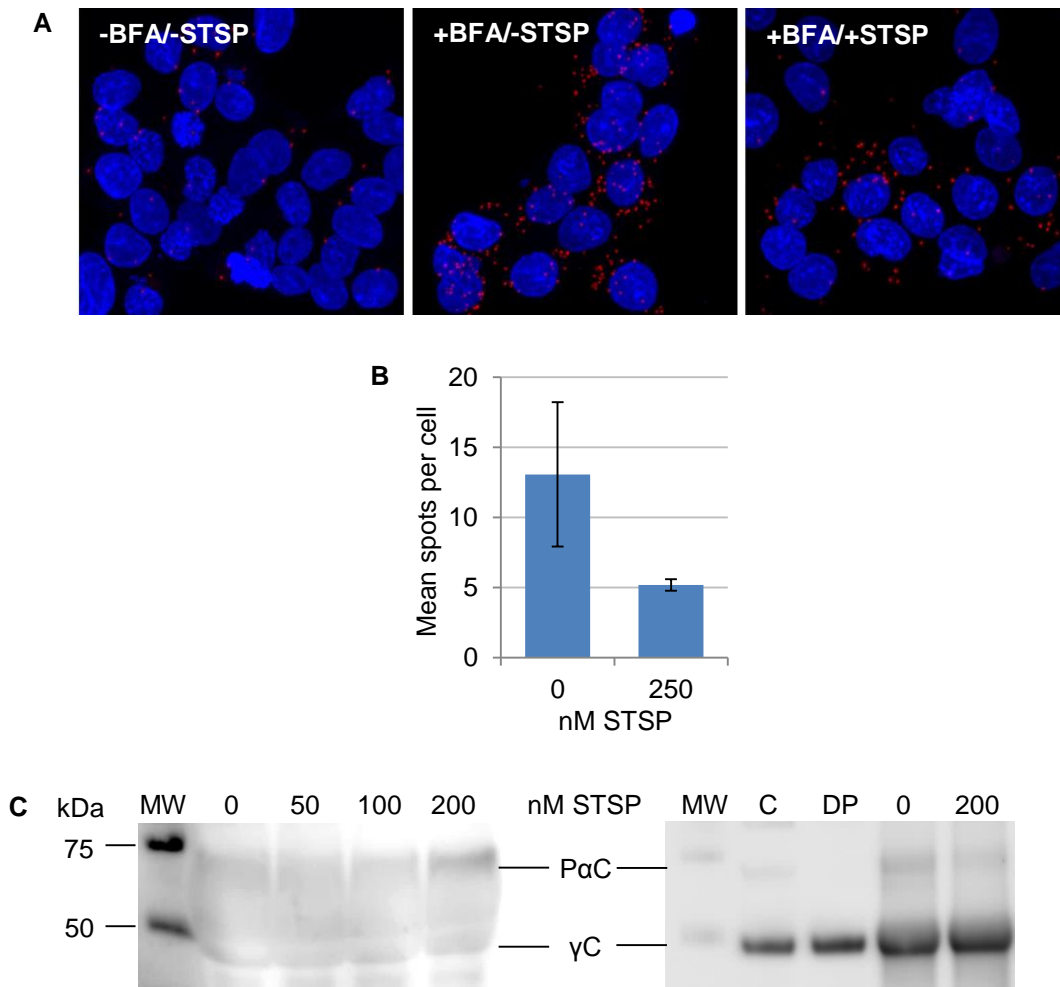 A
-BFA/-STSP
+BFA/-STSP
+BFA/+STSP
B
20
15
10
5
0
Mean spots per cell
0 250
nM STSP
C kDa MW 0 50 100 200 nM STSP MW C DP 0 200
75
PαC
50
γC